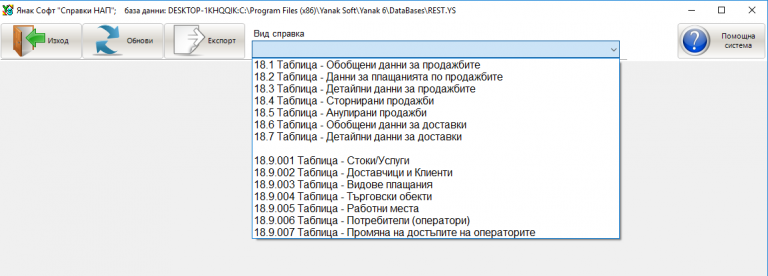 Янак Софт "Справки НАП";    база данни: DESKTOP-1KHQQIK:C:\Program Files (x86)\Yanak Soft\Yanak 6\DataBases\REST.YS
Изход
Обнови
Експорт
Вид справка
Помощна
система
18.1 Таблица - Обобщени данни за продажбите
18.2 Таблица - Данни за плащанията по продажбите
18.3 Таблица - Детайлни данни за продажбите
18.4 Таблица - Сторнирани продажби
18.5 Таблица - Анулирани продажби
18.6 Таблица - Обобщени данни за доставки
18.7 Таблица - Детайлни данни за доставки
18.9.001 Таблица - Стоки/Услуги
18.9.002 Таблица - Доставчици и Клиенти
18.9.003 Таблица - Видове плащания
18.9.004 Таблица - Търговски обекти
18.9.005 Таблица - Работни места
18.9.006 Таблица - Потребители (оператори)
18.9.007 Таблица - Промяна на достъпите на операторите